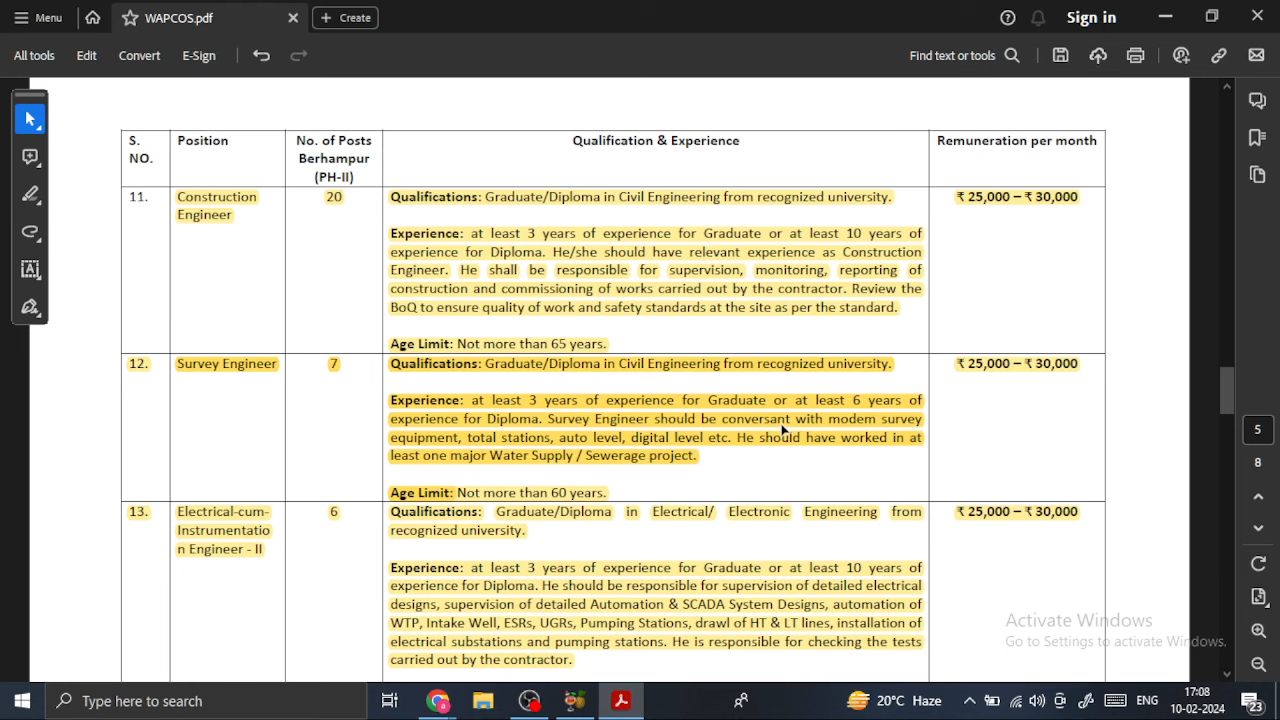 Menu
WAPCOS.pdf
Create
Sign in
All tools
Edit
Convert
E-Sign
Find text or tools
S. NO.
Position
No. of Posts Berhampur (PH-II)
Qualification & Experience
Remuneration per month
11.
Construction
Engineer
20
Qualifications: Graduate/Diploma in Civil Engineering from recognized university.
Experience: at least 3 years of experience for Graduate or at least 10 years of
experience for Diploma. He/she should have relevant experience as Construction
Engineer. He shall be responsible for supervision, monitoring, reporting of
construction and commissioning of works carried out by the contractor. Review the
BoQ to ensure quality of work and safety standards at the site as per the standard.
Age Limit: Not more than 65 years.
₹ 25,000 – ₹ 30,000
12.
Survey Engineer
7
Qualifications: Graduate/Diploma in Civil Engineering from recognized university.
Experience: at least 3 years of experience for Graduate or at least 6 years of
experience for Diploma. Survey Engineer should be conversant with modem survey
equipment, total stations, auto level, digital level etc. He should have worked in at
least one major Water Supply / Sewerage project.
Age Limit: Not more than 60 years.
₹ 25,000 – ₹ 30,000
13.
Electrical-cum-
Instrumentatio
n Engineer - II
6
Qualifications: Graduate/Diploma in Electrical/ Electronic Engineering from
recognized university.
Experience: at least 3 years of experience for Graduate or at least 10 years of
experience for Diploma. He should be responsible for supervision of detailed electrical
designs, supervision of detailed Automation & SCADA System Designs, automation of
WTP, Intake Well, ESRs, UGRs, Pumping Stations, drawl of HT & LT lines, installation of
electrical substations and pumping stations. He is responsible for checking the tests
carried out by the contractor.
₹ 25,000 – ₹ 30,000
5
8
Activate Windows
Go to Settings to activate Windows.
Type here to search
20°C Haze
ENG
17:08
10-02-2024
23